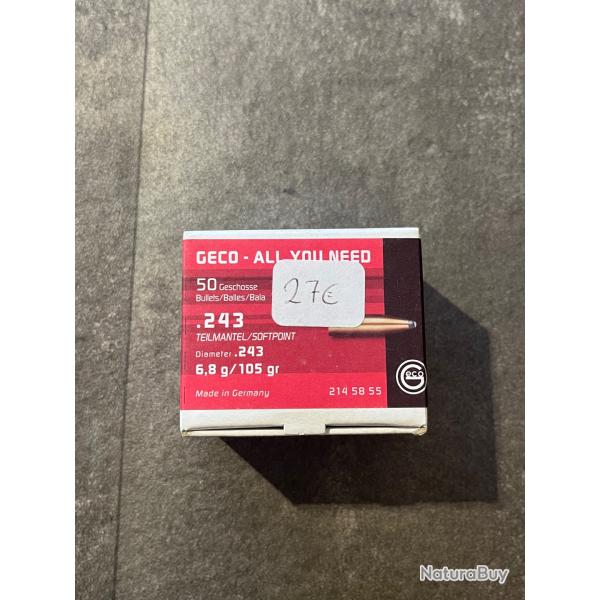 GECO - ALL YOU NEED
50 Geschosse
Bullets/Balles/Bala
27€
.243
TEILMANTEL/SOFTPOINT
Diameter .243
6,8 g/105 gr
Geco
Made in Germany
214 58 55
NaturaBuy